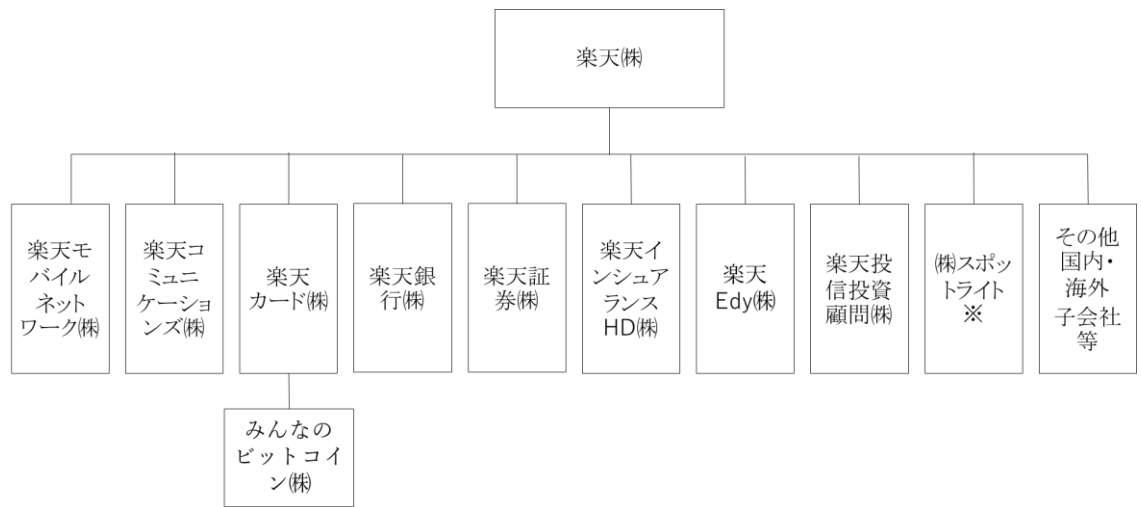 楽天㈱
楽天モ
バイル
ネット
ワーク㈱
楽天コ
ミュニ
ケーショ
ンズ㈱
楽天
カード㈱
楽天銀
行㈱
楽天証
券㈱
楽天イ
ンシュア
ランス
HD㈱
楽天
Edy㈱
楽天投
信投資
顧問㈱
㈱スポッ
トライト
※
その他
国内・
海外
子会社
等
みんなの
ビットコイ
ン㈱